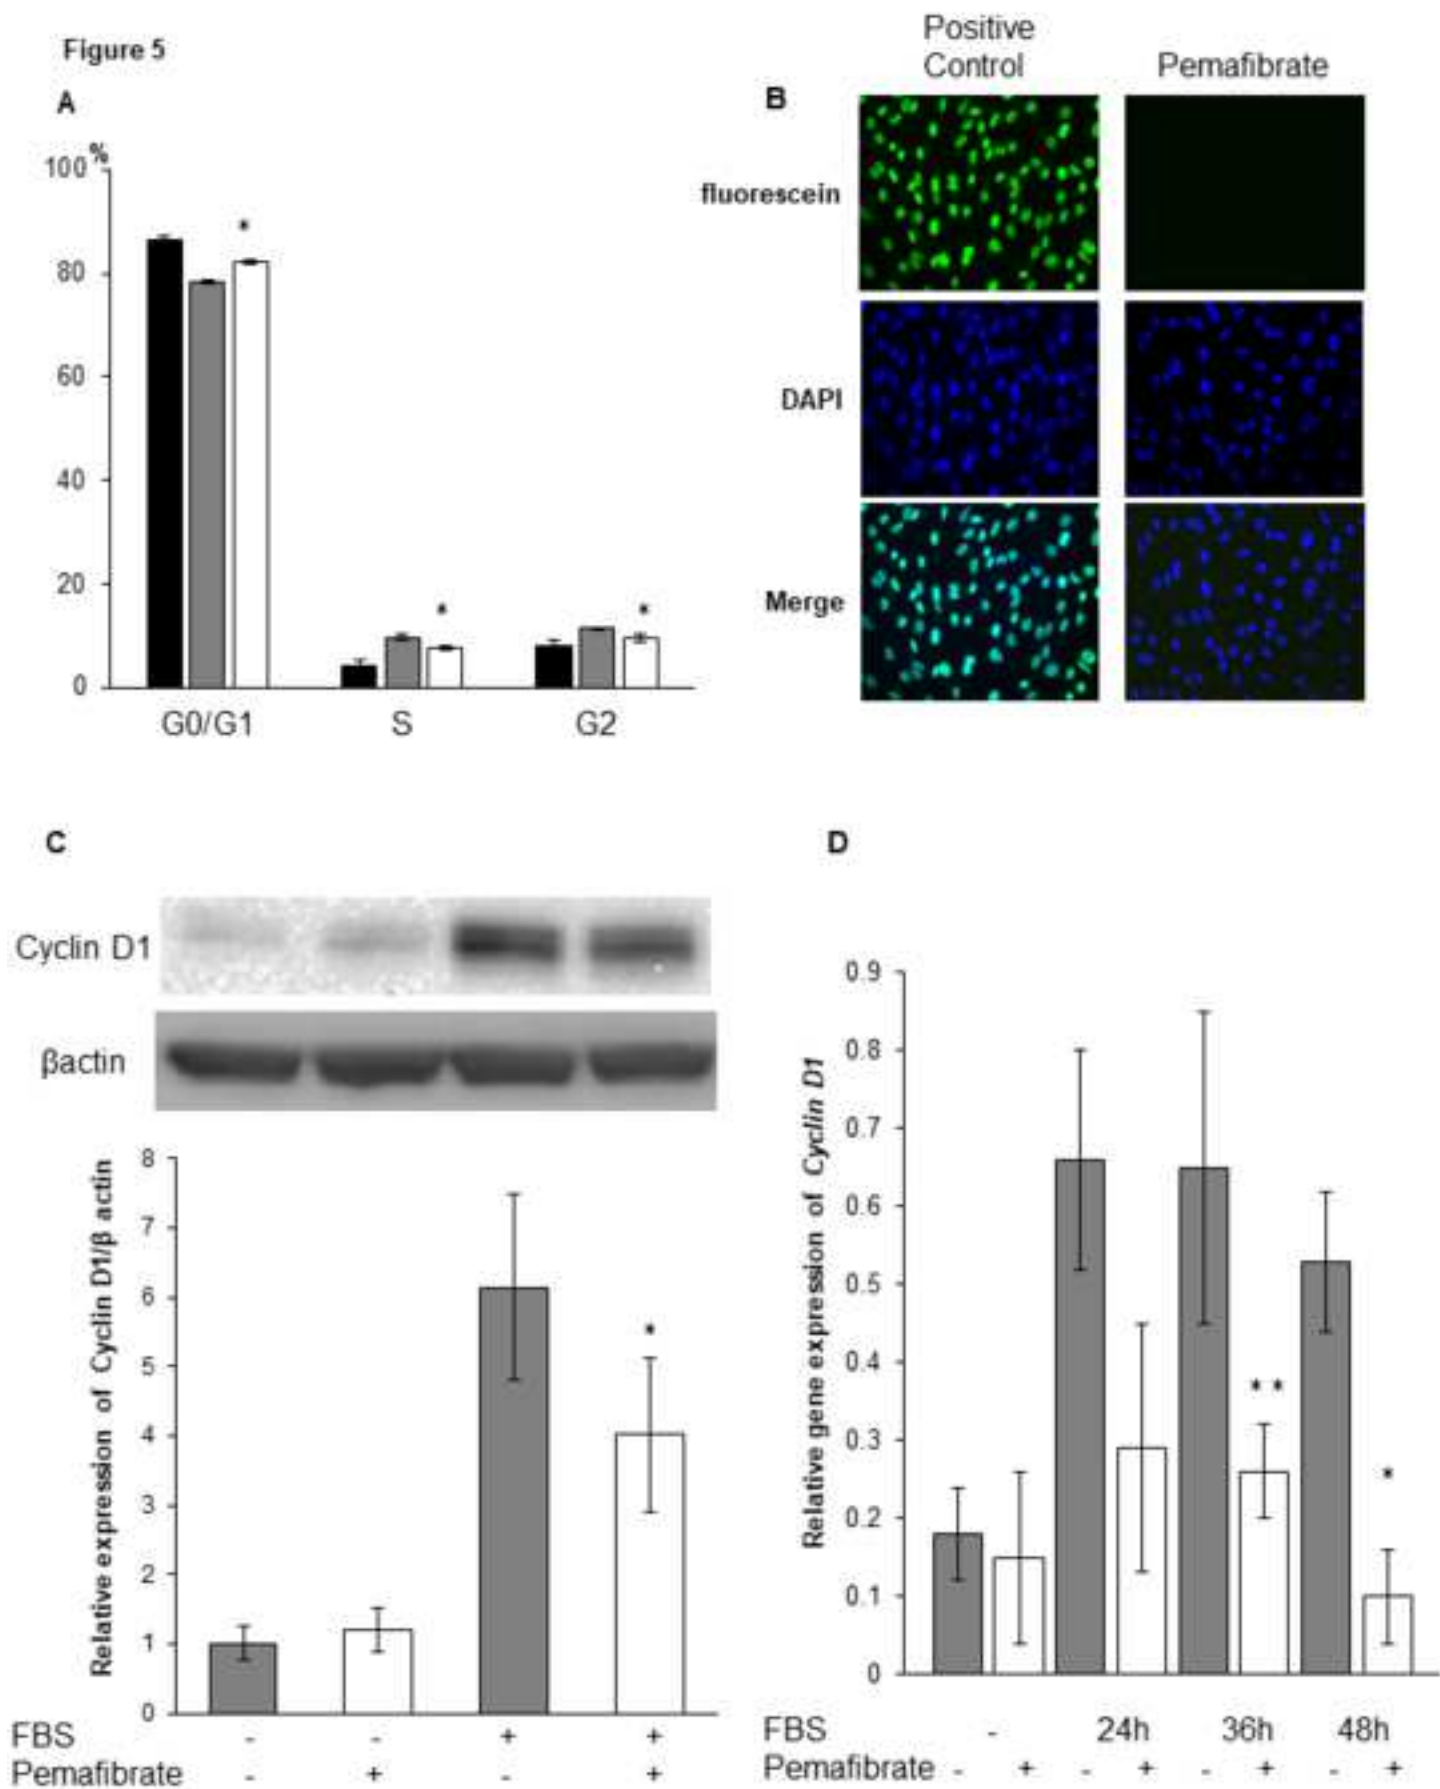 Figure 5
A
%
100
80
60
40
20
0
*
*
*
G0/G1 S G2
B
Positive
Control
Pemafibrate
fluorescein
DAPI
Merge
C
Cyclin D1
βactin
Relative expression of Cyclin D1/β actin
8
7
6
5
4
3
2
1
0
*
FBS - - + +
Pemafibrate - + - +
D
Relative gene expression of Cyclin D1
0.9
0.8
0.7
0.6
0.5
0.4
0.3
0.2
0.1
0
* *
*
FBS - 24h 36h 48h
Pemafibrate - + - + - + - +